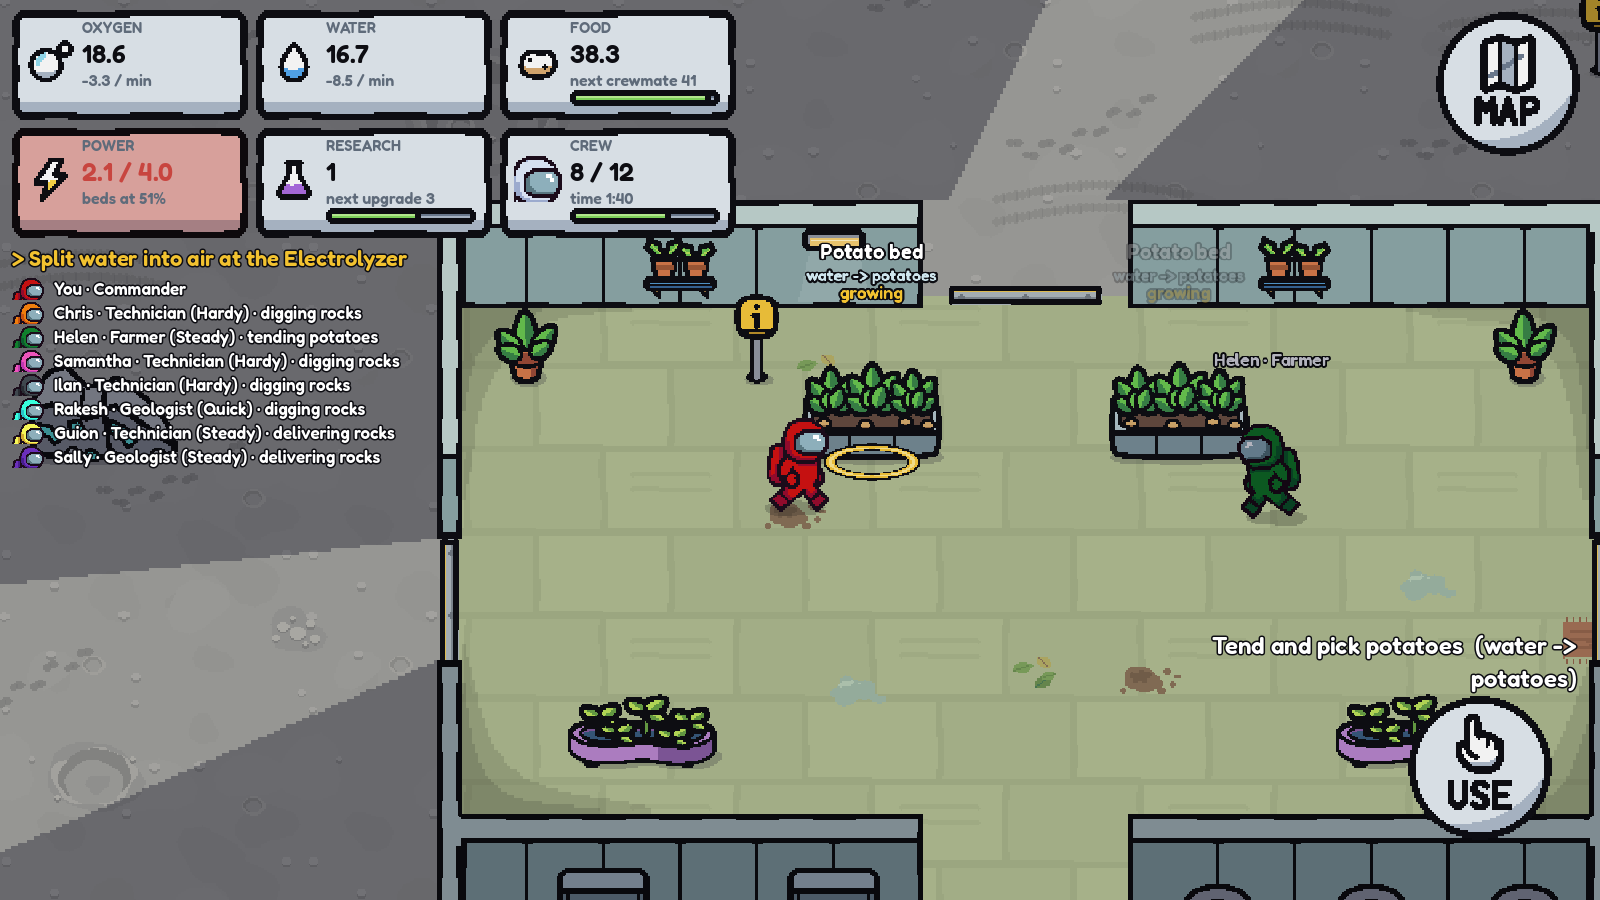 OXYGEN
18.6
-3.3 / min
WATER
16.7
-8.5 / min
FOOD
38.3
next crewmate 41
POWER
2.1 / 4.0
beds at 51%
RESEARCH
1
next upgrade 3
CREW
8 / 12
time 1:40
MAP
> Split water into air at the Electrolyzer
You · Commander
Chris · Technician (Hardy) · digging rocks
Helen · Farmer (Steady) · tending potatoes
Samantha · Technician (Hardy) · digging rocks
Ilan · Technician (Hardy) · digging rocks
Rakesh · Geologist (Quick) · digging rocks
Guion · Technician (Steady) · delivering rocks
Sally · Geologist (Steady) · delivering rocks
Potato bed
water -> potatoes
growing
Potato bed
water -> potatoes
growing
Helen · Farmer
Tend and pick potatoes (water ->
potatoes)
USE